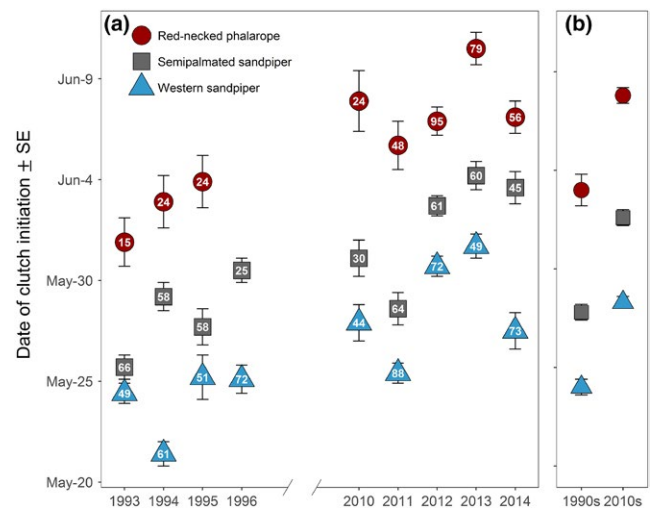 (a)
(b)
Red-necked phalarope
Semipalmated sandpiper
Western sandpiper
Date of clutch initiation ± SE
Jun-9
Jun-4
May-30
May-25
May-20
15
24
24
24
48
95
79
56
66
58
58
25
30
64
61
60
45
49
61
51
72
44
88
72
49
73
1993 1994 1995 1996 2010 2011 2012 2013 2014
1990s 2010s